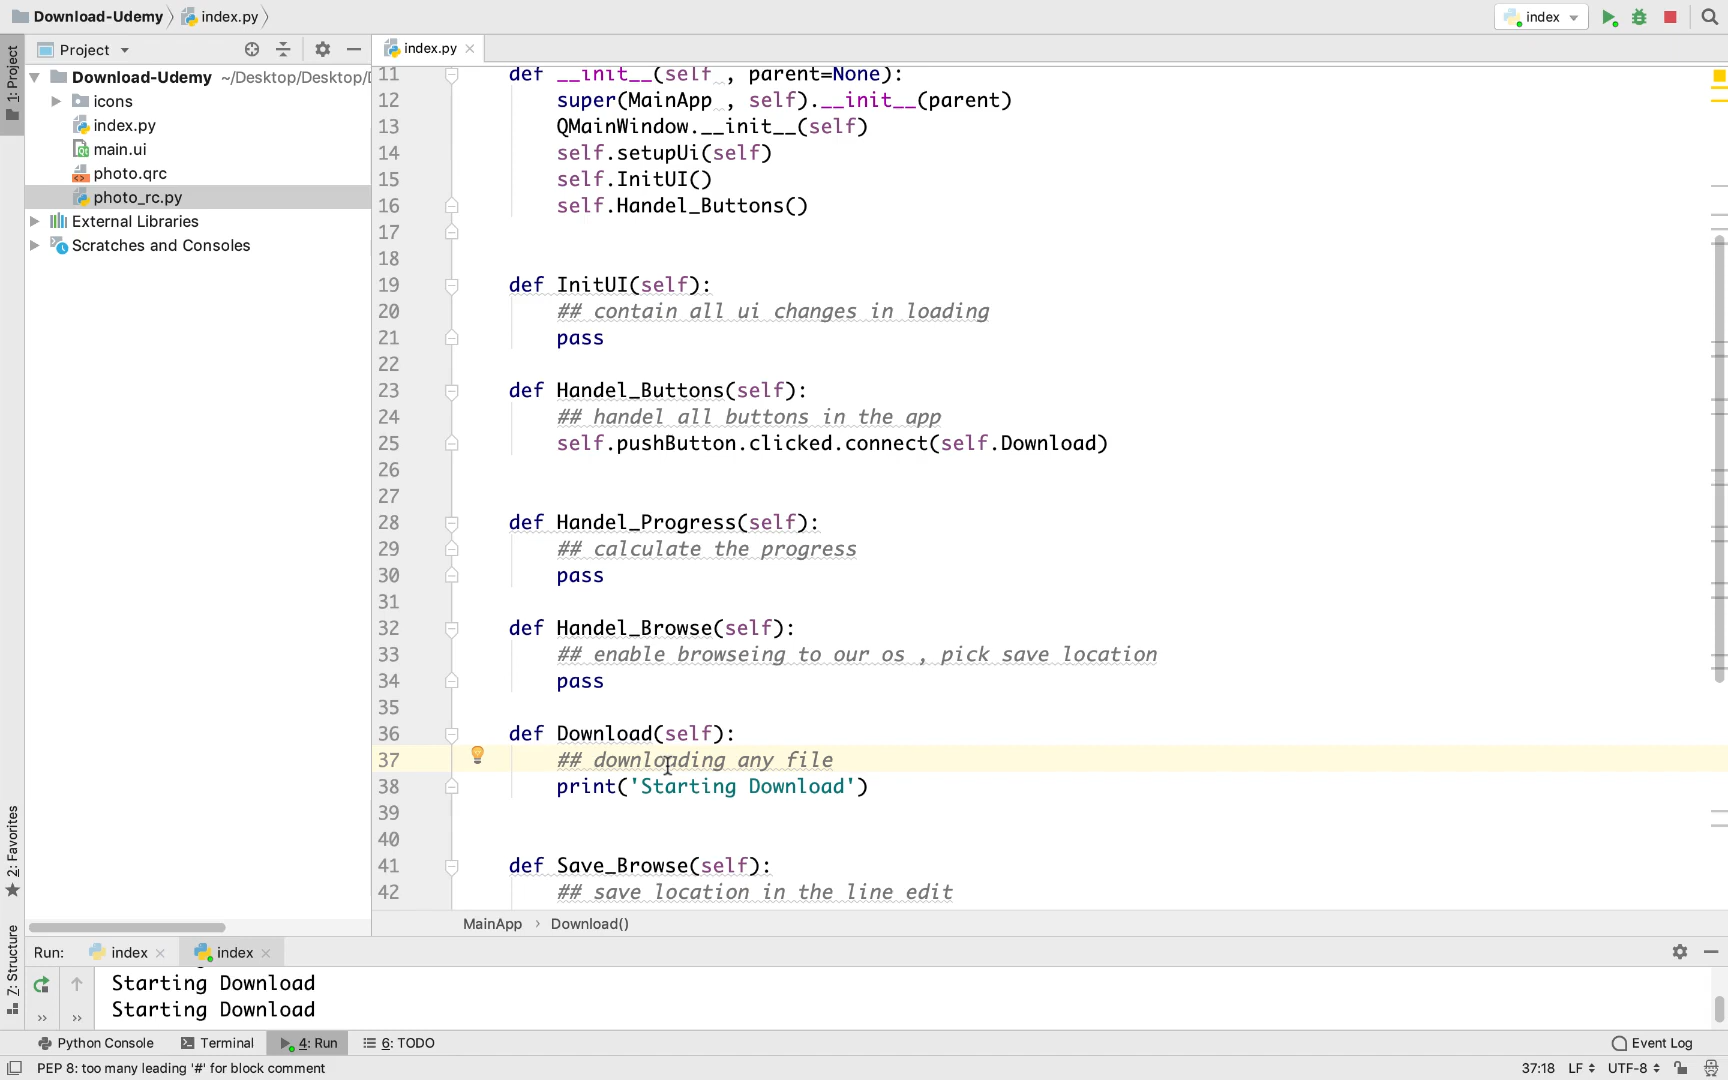 Download-Udemy index.py index
Project index.py
1: Project
Download-Udemy ~/Desktop/Desktop/
icons
index.py
main.ui
photo.qrc
photo_rc.py
External Libraries
Scratches and Consoles
2: Favorites
7: Structure
11 def __init__(self , parent=None):
12 super(MainApp , self).__init__(parent)
13 QMainWindow.__init__(self)
14 self.setupUi(self)
15 self.InitUI()
16 self.Handel_Buttons()
17
18
19 def InitUI(self):
20 ## contain all ui changes in loading
21 pass
22
23 def Handel_Buttons(self):
24 ## handel all buttons in the app
25 self.pushButton.clicked.connect(self.Download)
26
27
28 def Handel_Progress(self):
29 ## calculate the progress
30 pass
31
32 def Handel_Browse(self):
33 ## enable browseing to our os , pick save location
34 pass
35
36 def Download(self):
37 ## downloading any file
38 print('Starting Download')
39
40
41 def Save_Browse(self):
42 ## save location in the line edit
MainApp › Download()
Run: index index
Starting Download
Starting Download
Python Console Terminal 4: Run 6: TODO Event Log
PEP 8: too many leading '#' for block comment 37:18 LF UTF-8